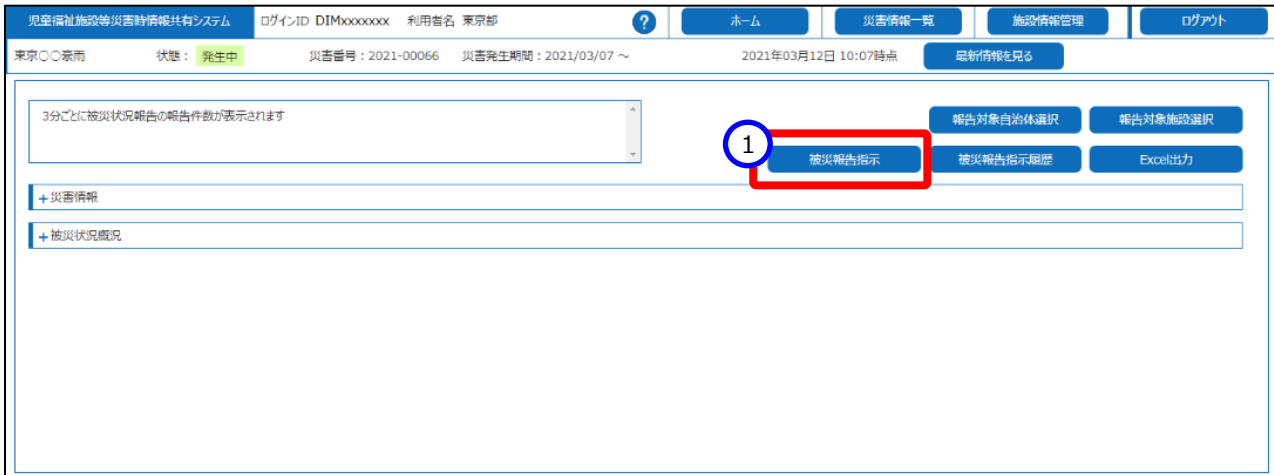 児童福祉施設等災害時情報共有システム ログインID DIMxxxxxxx 利用者名 東京都 ? ホーム 災害情報一覧 施設情報管理 ログアウト
東京〇〇豪雨 状態： 発生中 災害番号：2021-00066 災害発生期間：2021/03/07 ～ 2021年03月12日 10:07時点 最新情報を見る
3分ごとに被災状況報告の報告件数が表示されます
報告対象自治体選択 報告対象施設選択
1
被災報告指示 被災報告指示履歴 Excel出力
+災害情報
+被災状況概況